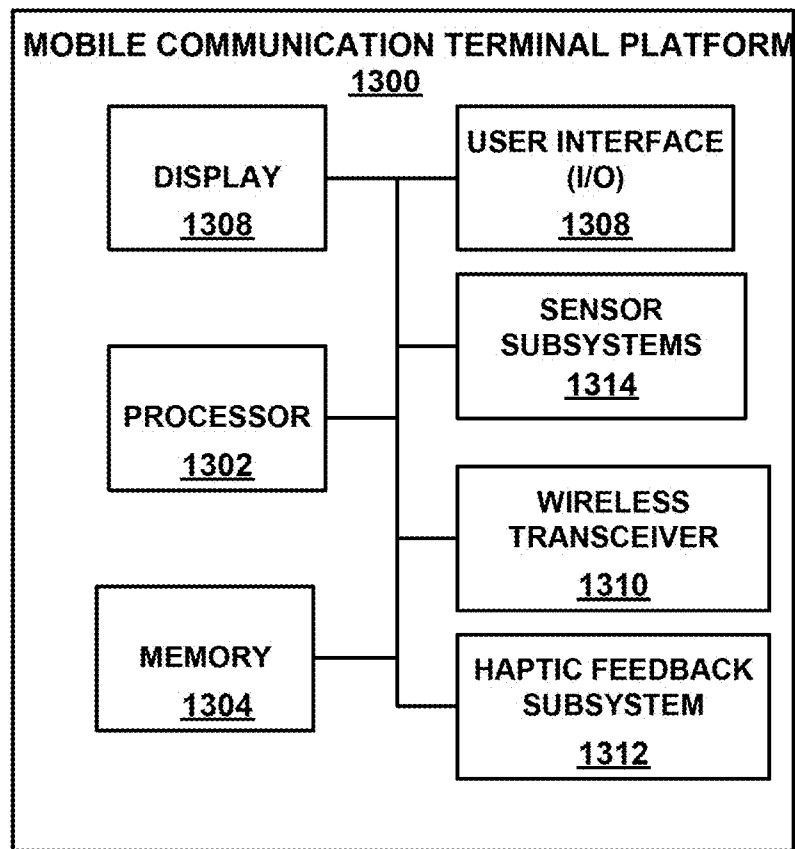 MOBILE COMMUNICATION TERMINAL PLATFORM
1300
DISPLAY
1308
USER INTERFACE
(I/O)
1308
SENSOR
SUBSYSTEMS
1314
PROCESSOR
1302
WIRELESS
TRANSCEIVER
1310
MEMORY
1304
HAPTIC FEEDBACK
SUBSYSTEM
1312